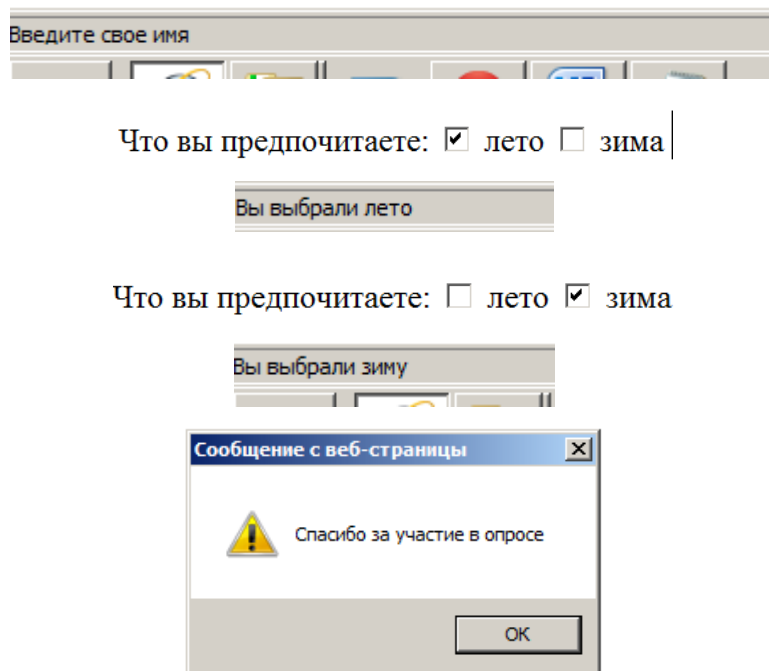 Введите свое имя
Что вы предпочитаете: лето зима
Вы выбрали лето
Что вы предпочитаете: лето зима
Вы выбрали зиму
Сообщение с веб-страницы
Спасибо за участие в опросе
ОК